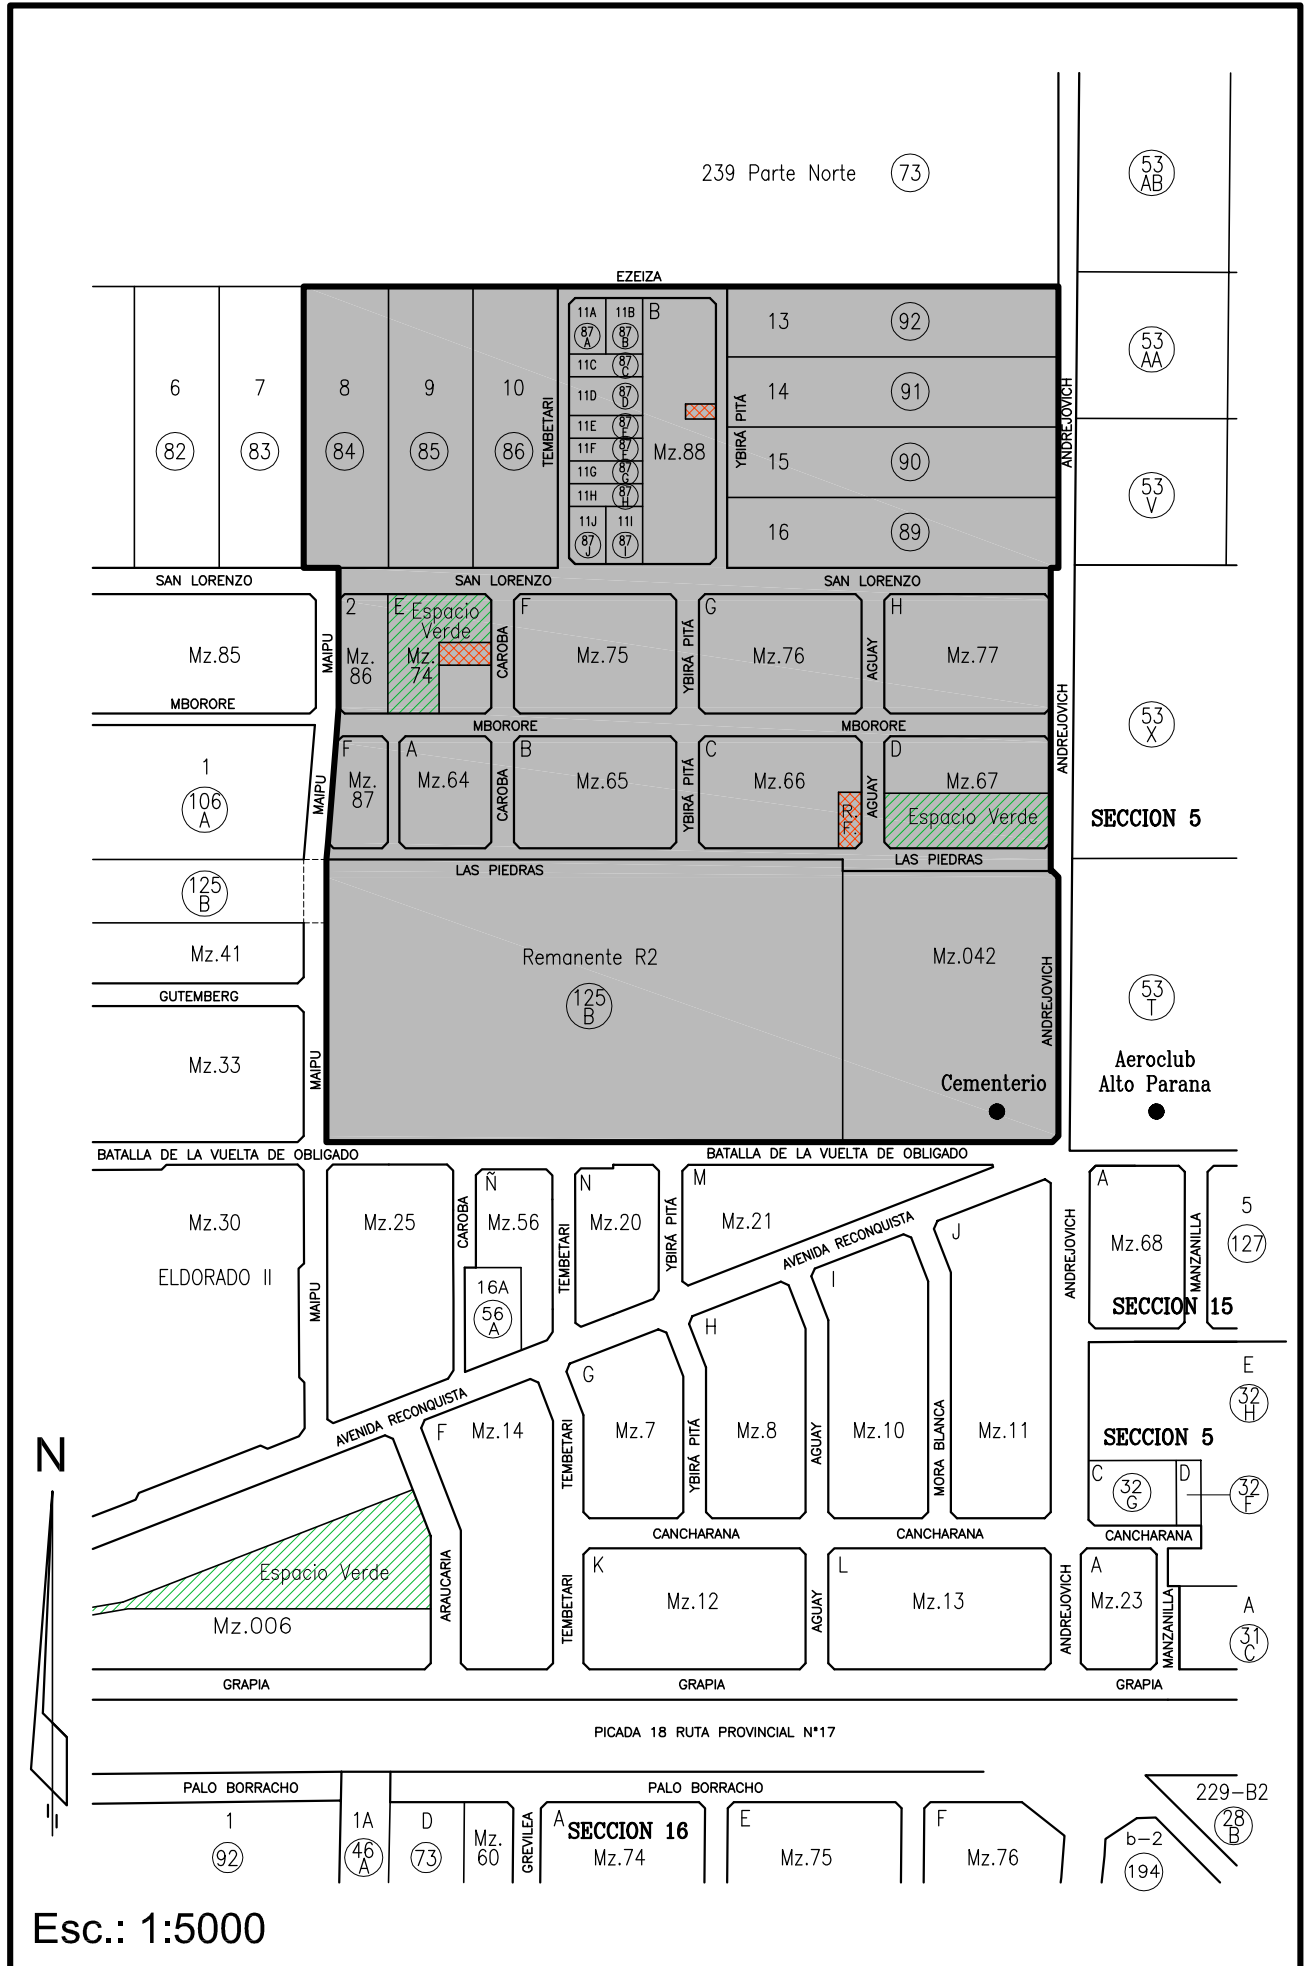 239 Parte Norte 73
53 AB
EZEIZA
6 82
7 83
8 84
9 85
10 86
TEMBETARI
11A 87 A
11B 87 B
B
11C 87 C
11D 87 D
11E 87 E
11F 87
11G 87 G
11H 87 H
11J 87 J
11I 87 I
Mz.88
YBIRÁ PITÁ
13 92
14 91
15 90
16 89
ANDREJOVICH
53 AA
53 V
SAN LORENZO
SAN LORENZO
SAN LORENZO
Mz.85
MAIPU
2
Mz.
86
E Espacio
Verde
Mz.
74
CAROBA
F
Mz.75
YBIRÁ PITÁ
G
Mz.76
AGUAY
H
Mz.77
ANDREJOVICH
53 X
MBORORE
MBORORE
MBORORE
1
106 A
MAIPU
F
Mz.
87
A
Mz.64
CAROBA
B
Mz.65
YBIRÁ PITÁ
C
Mz.66
R.
F.
AGUAY
D
Mz.67
Espacio Verde
SECCION 5
LAS PIEDRAS
LAS PIEDRAS
125 B
Mz.41
Remanente R2
125 B
Mz.042
ANDREJOVICH
53 T
GUTEMBERG
Mz.33
MAIPU
Cementerio
Aeroclub
Alto Parana
BATALLA DE LA VUELTA DE OBLIGADO
BATALLA DE LA VUELTA DE OBLIGADO
Mz.30
ELDORADO II
MAIPU
Mz.25
CAROBA
Ñ
Mz.56
16A
56 A
TEMBETARI
N
Mz.20
YBIRÁ PITÁ
M
Mz.21
AVENIDA RECONQUISTA
J
I
ANDREJOVICH
A
Mz.68
MANZANILLA
5
127
SECCION 15
H
G
E
32 H
AVENIDA RECONQUISTA
F
Mz.14
TEMBETARI
Mz.7
YBIRÁ PITÁ
Mz.8
AGUAY
Mz.10
MORA BLANCA
Mz.11
SECCION 5
C
32 G
D
32 F
N
CANCHARANA
CANCHARANA
CANCHARANA
Espacio Verde
Mz.006
ARAUCARIA
TEMBETARI
K
Mz.12
AGUAY
L
Mz.13
ANDREJOVICH
A
Mz.23
MANZANILLA
A
31 C
GRAPIA
GRAPIA
GRAPIA
PICADA 18 RUTA PROVINCIAL Nº17
PALO BORRACHO
PALO BORRACHO
229-B2
28 B
1
92
1A
46 A
D
73
Mz.
60
GREVILEA
A
SECCION 16
Mz.74
E
Mz.75
F
Mz.76
b-2
194
Esc.: 1:5000